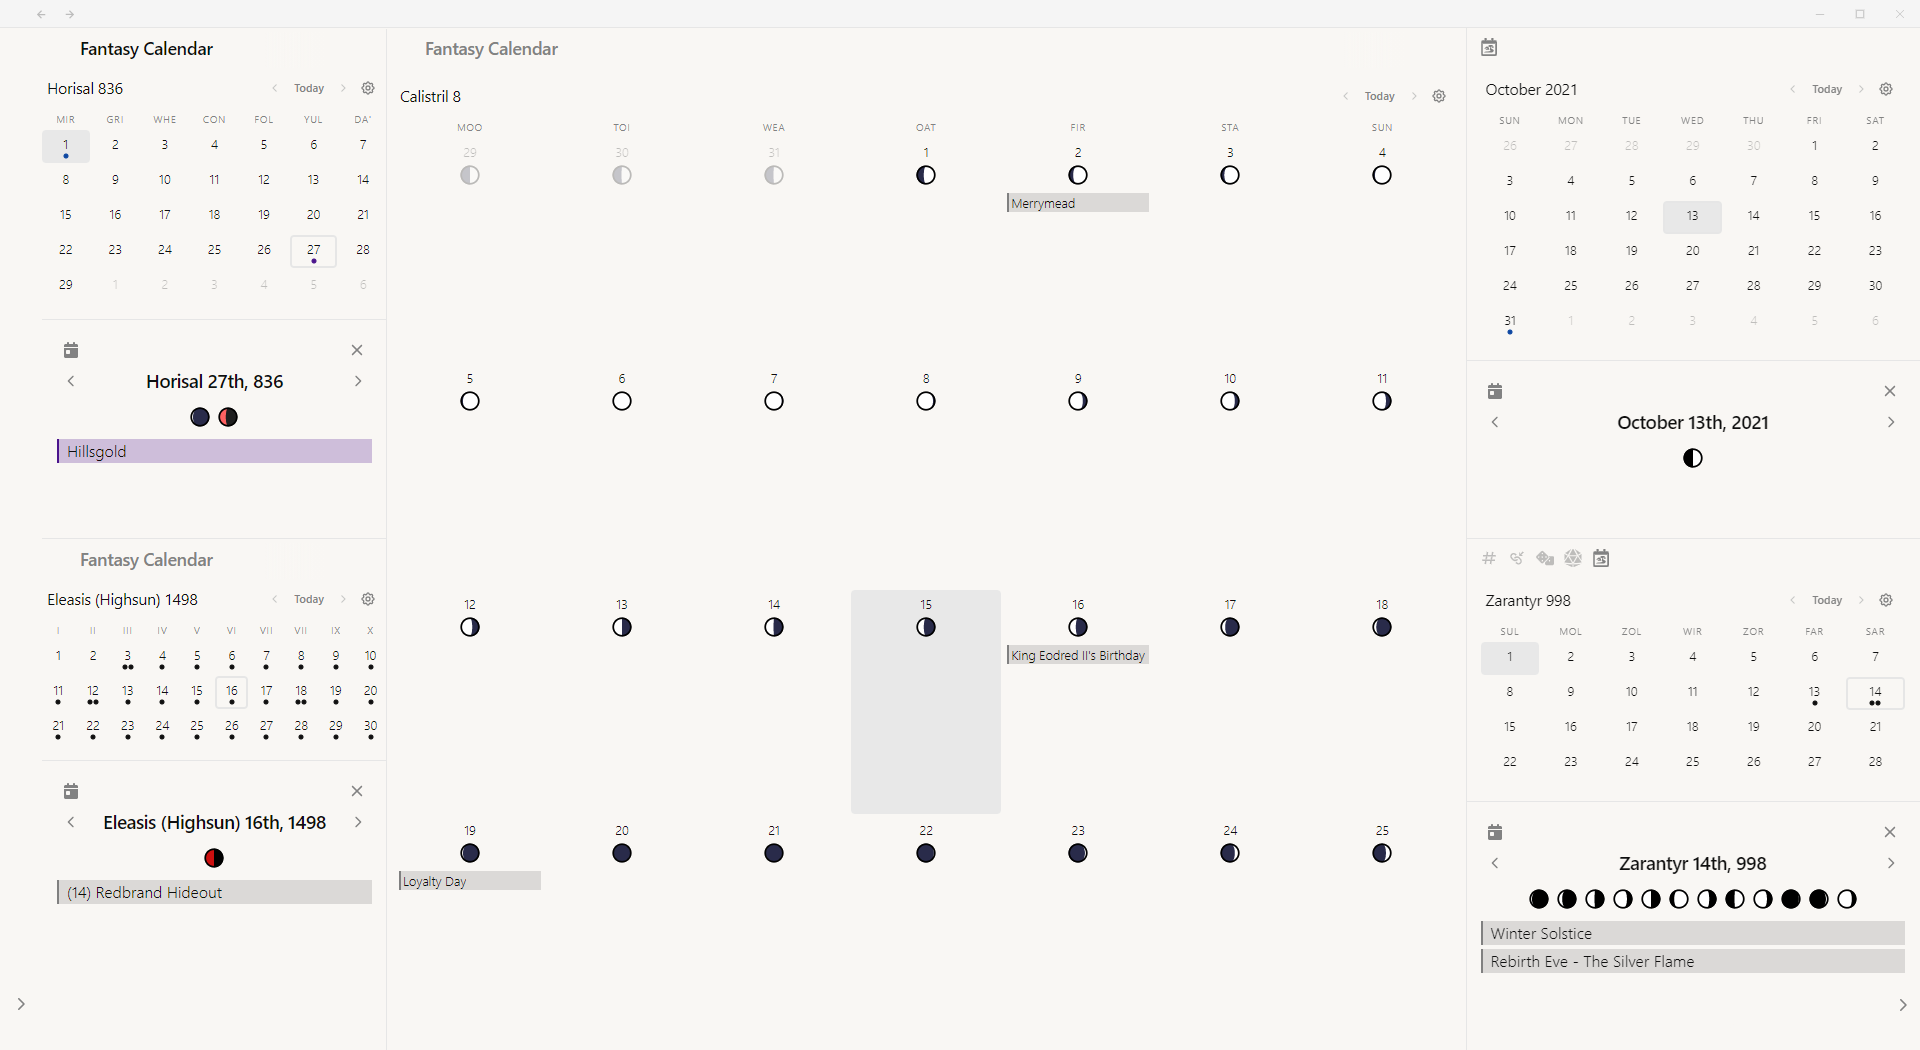 Fantasy Calendar
Horisal 836
Today
MIR GRI WHE CON FOL YUL DA'
1 2 3 4 5 6 7
8 9 10 11 12 13 14
15 16 17 18 19 20 21
22 23 24 25 26 27 28
29 1 2 3 4 5 6
Horisal 27th, 836
Hillsgold
Fantasy Calendar
Eleasis (Highsun) 1498
Today
I II III IV V VI VII VII IX X
1 2 3 4 5 6 7 8 9 10
11 12 13 14 15 16 17 18 19 20
21 22 23 24 25 26 27 28 29 30
Eleasis (Highsun) 16th, 1498
(14) Redbrand Hideout
Fantasy Calendar
Calistril 8
Today
MOO TOI WEA OAT FIR STA SUN
29 30 31 1 2 3 4
Merrymead
5 6 7 8 9 10 11
12 13 14 15 16 17 18
King Eodred II's Birthday
19 20 21 22 23 24 25
Loyalty Day
October 2021
Today
SUN MON TUE WED THU FRI SAT
26 27 28 29 30 1 2
3 4 5 6 7 8 9
10 11 12 13 14 15 16
17 18 19 20 21 22 23
24 25 26 27 28 29 30
31 1 2 3 4 5 6
October 13th, 2021
Zarantyr 998
Today
SUL MOL ZOL WIR ZOR FAR SAR
1 2 3 4 5 6 7
8 9 10 11 12 13 14
15 16 17 18 19 20 21
22 23 24 25 26 27 28
Zarantyr 14th, 998
Winter Solstice
Rebirth Eve - The Silver Flame